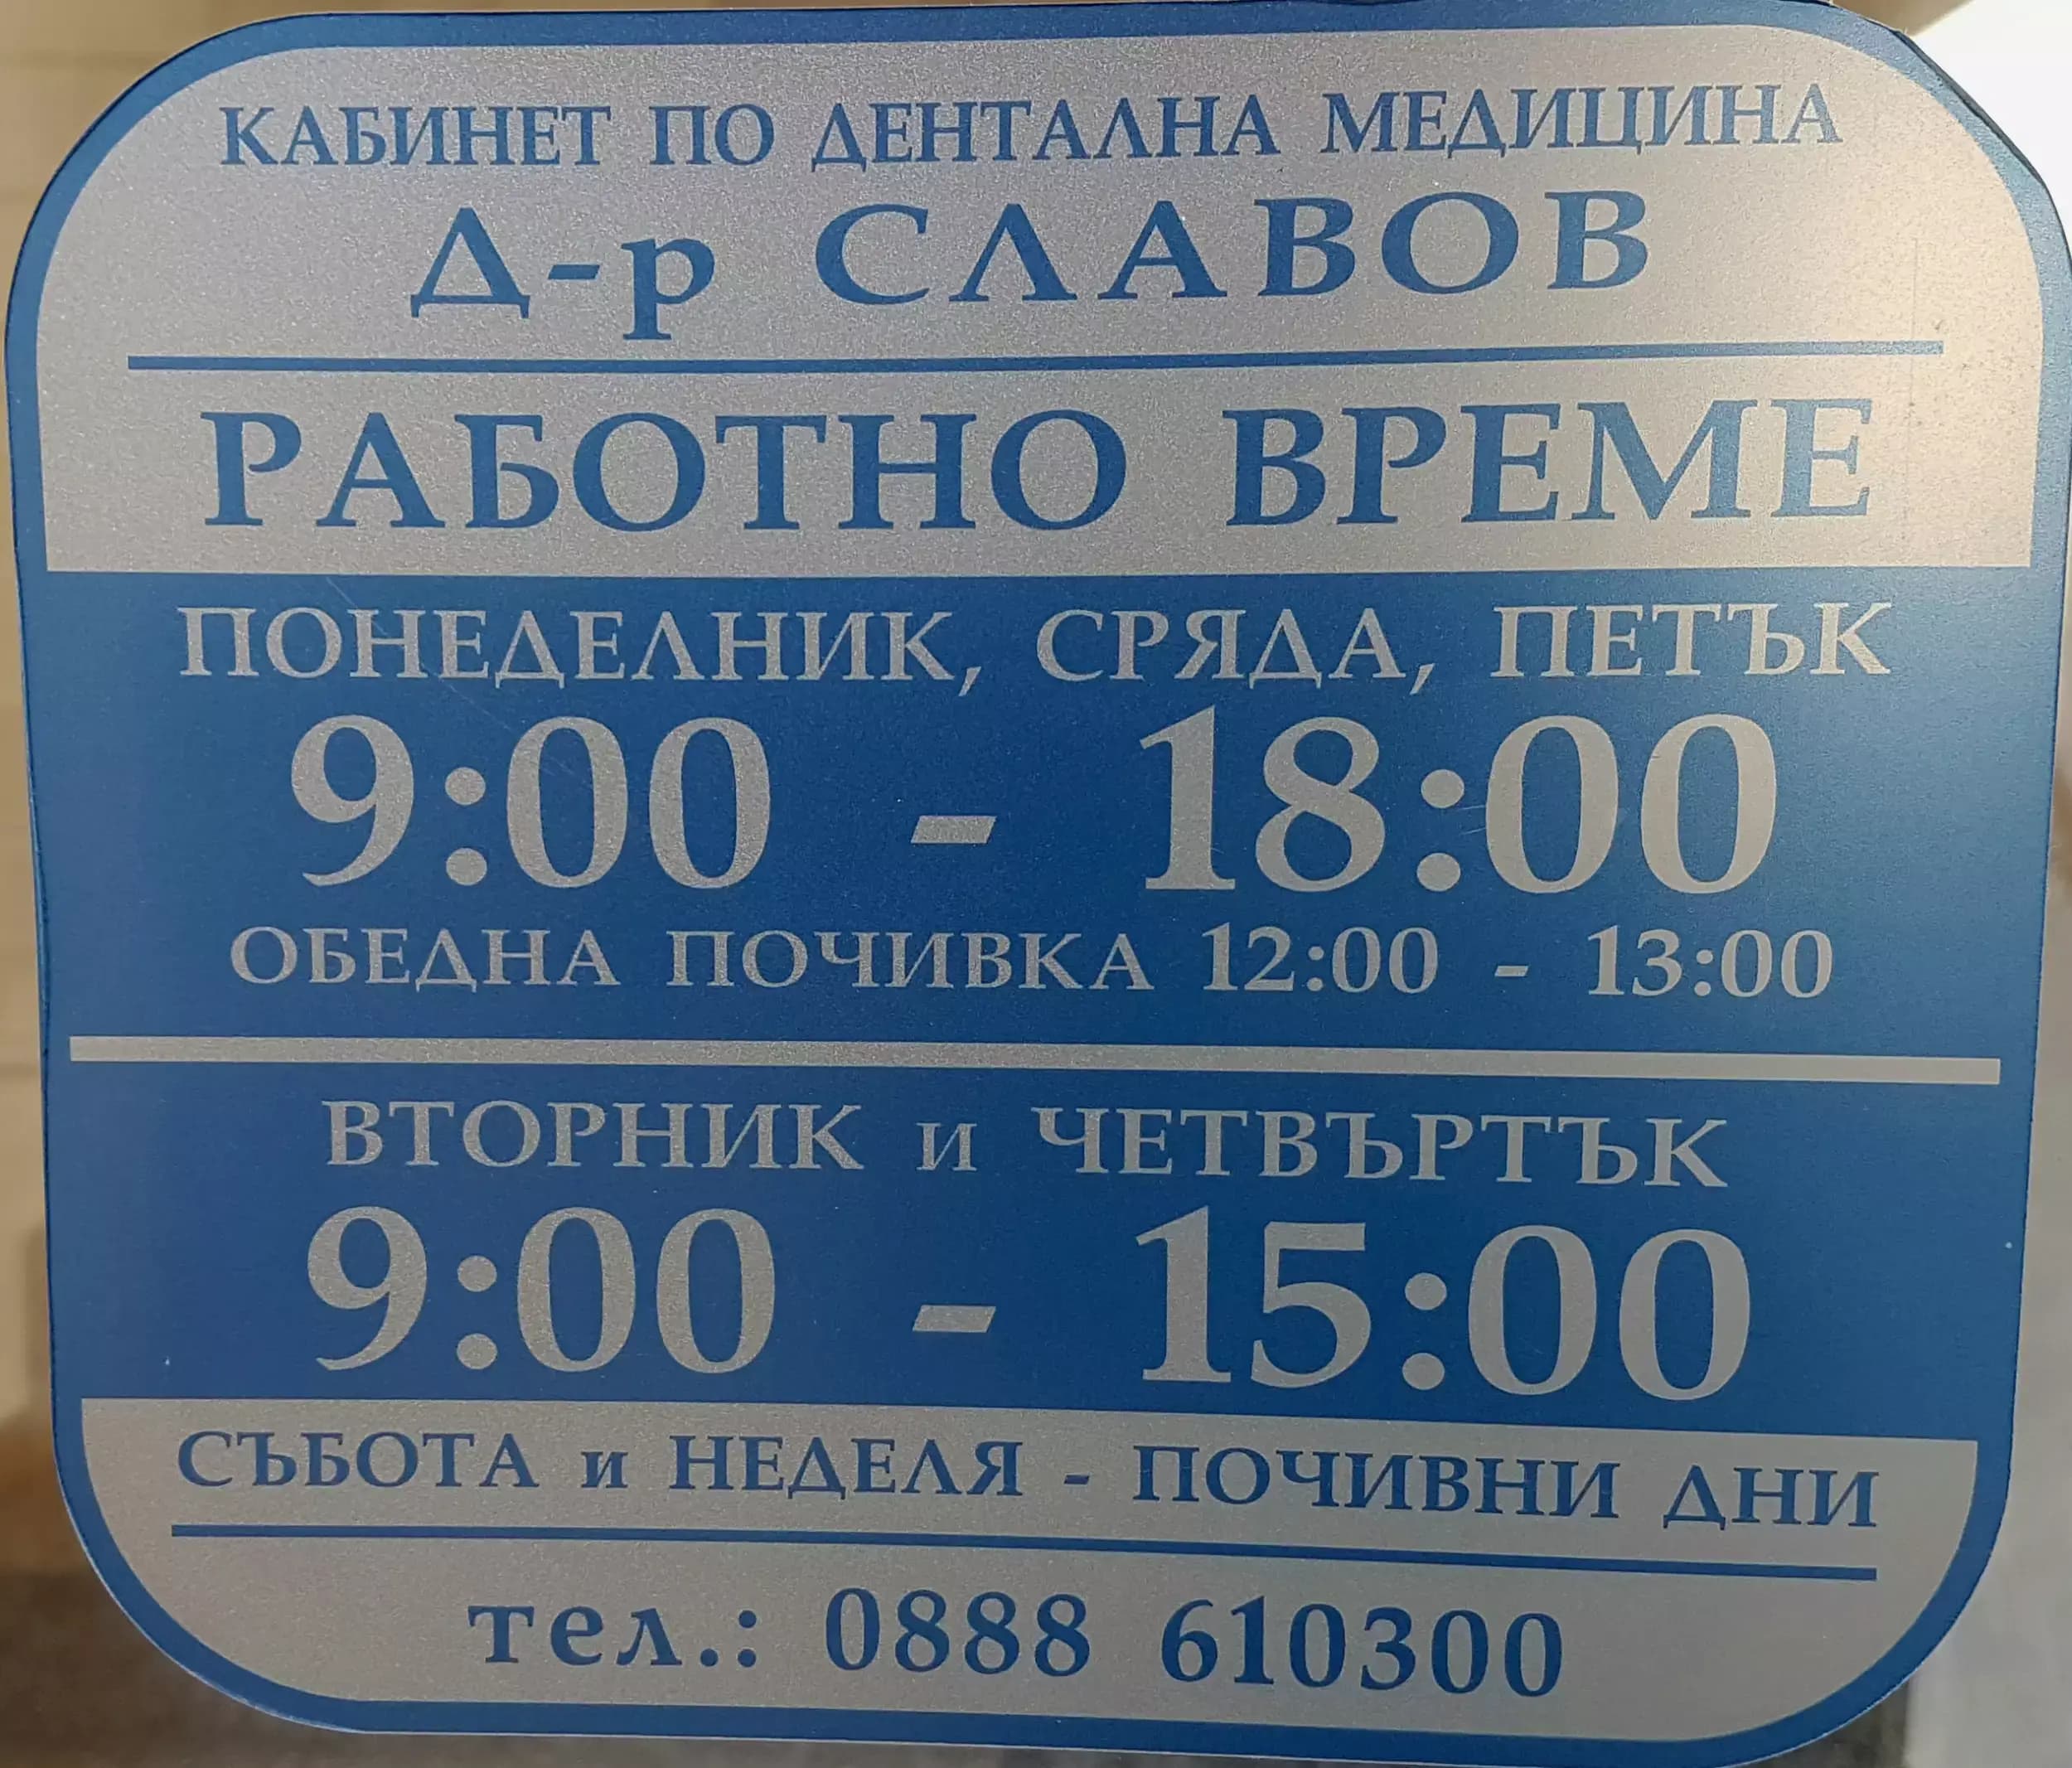 КАБИНЕТ ПО ДЕНТАЛНА МЕДИЦИНА
Д-р СЛАВОВ
РАБОТНО ВРЕМЕ
ПОНЕДЕЛНИК, СРЯДА, ПЕТЪК
9:00 - 18:00
ОБЕДНА ПОЧИВКА 12:00 - 13:00
ВТОРНИК и ЧЕТВЪРТЪК
9:00 - 15:00
СЪБОТА и НЕДЕЛЯ - ПОЧИВНИ ДНИ
тел.: 0888 610300